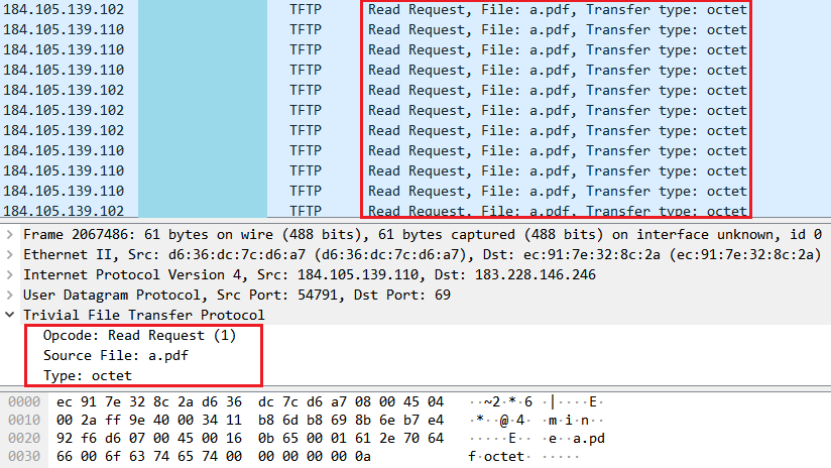 184.105.139.102 TFTP Read Request, File: a.pdf, Transfer type: octet
184.105.139.110 TFTP Read Request, File: a.pdf, Transfer type: octet
184.105.139.110 TFTP Read Request, File: a.pdf, Transfer type: octet
184.105.139.110 TFTP Read Request, File: a.pdf, Transfer type: octet
184.105.139.102 TFTP Read Request, File: a.pdf, Transfer type: octet
184.105.139.102 TFTP Read Request, File: a.pdf, Transfer type: octet
184.105.139.102 TFTP Read Request, File: a.pdf, Transfer type: octet
184.105.139.110 TFTP Read Request, File: a.pdf, Transfer type: octet
184.105.139.110 TFTP Read Request, File: a.pdf, Transfer type: octet
184.105.139.110 TFTP Read Request, File: a.pdf, Transfer type: octet
184.105.139.102 TFTP Read Request, File: a.pdf, Transfer type: octet
Frame 2067486: 61 bytes on wire (488 bits), 61 bytes captured (488 bits) on interface unknown, id 0
Ethernet II, Src: d6:36:dc:7c:d6:a7 (d6:36:dc:7c:d6:a7), Dst: ec:91:7e:32:8c:2a (ec:91:7e:32:8c:2a)
Internet Protocol Version 4, Src: 184.105.139.110, Dst: 183.228.146.246
User Datagram Protocol, Src Port: 54791, Dst Port: 69
Trivial File Transfer Protocol
Opcode: Read Request (1)
Source File: a.pdf
Type: octet
0000 ec 91 7e 32 8c 2a d6 36 dc 7c d6 a7 08 00 45 04 ··~2·*·6 ·|····E·
0010 00 2a ff 9e 40 00 34 11 b8 6d b8 69 8b 6e b7 e4 ·*··@·4· ·m·i·n··
0020 92 f6 d6 07 00 45 00 16 0b 65 00 01 61 2e 70 64 ·····E·· ·e··a.pd
0030 66 00 6f 63 74 65 74 00 00 00 00 00 0a f·octet· ·····